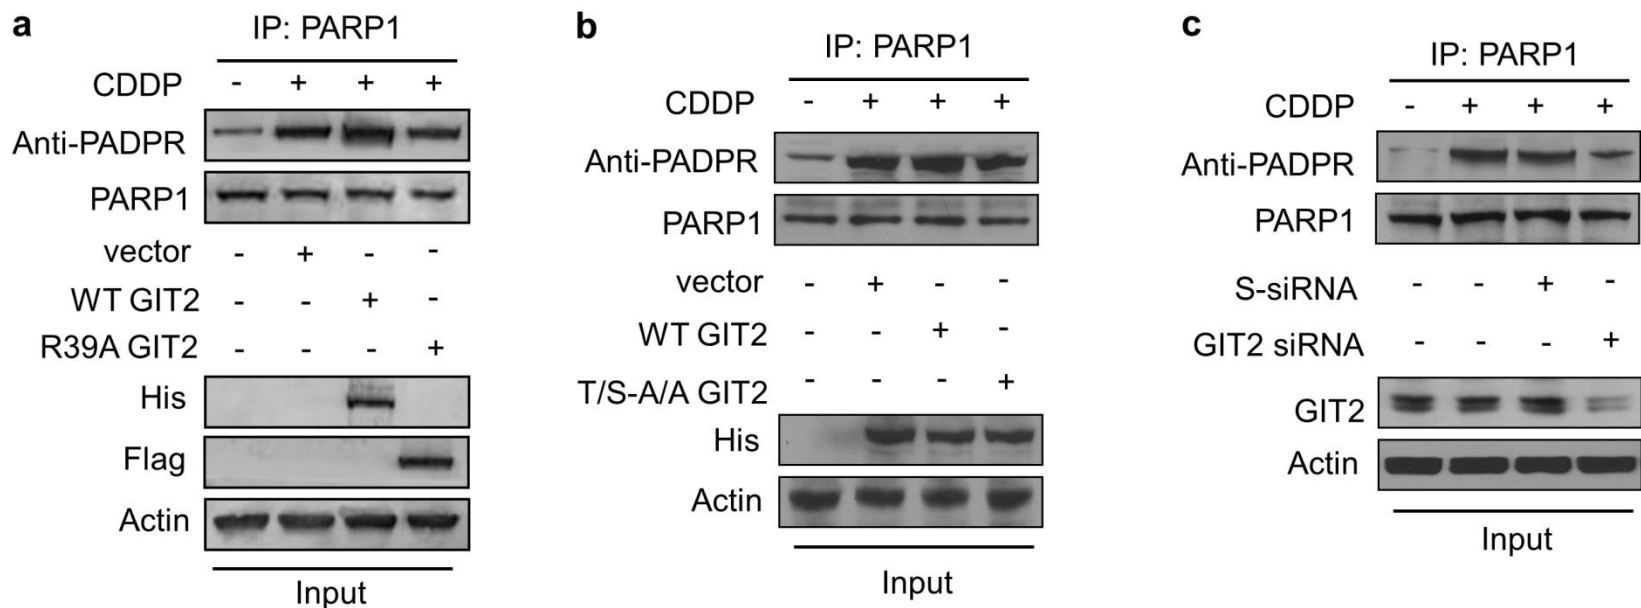 a
IP: PARP1
CDDP - + + +
Anti-PADPR
PARP1
vector - + - -
WT GIT2 - - + -
R39A GIT2 - - - +
His
Flag
Actin
Input
b
IP: PARP1
CDDP - + + +
Anti-PADPR
PARP1
vector - + - -
WT GIT2 - - + -
T/S-A/A GIT2 - - - +
His
Actin
Input
c
IP: PARP1
CDDP - + + +
Anti-PADPR
PARP1
S-siRNA - - + -
GIT2 siRNA - - - +
GIT2
Actin
Input